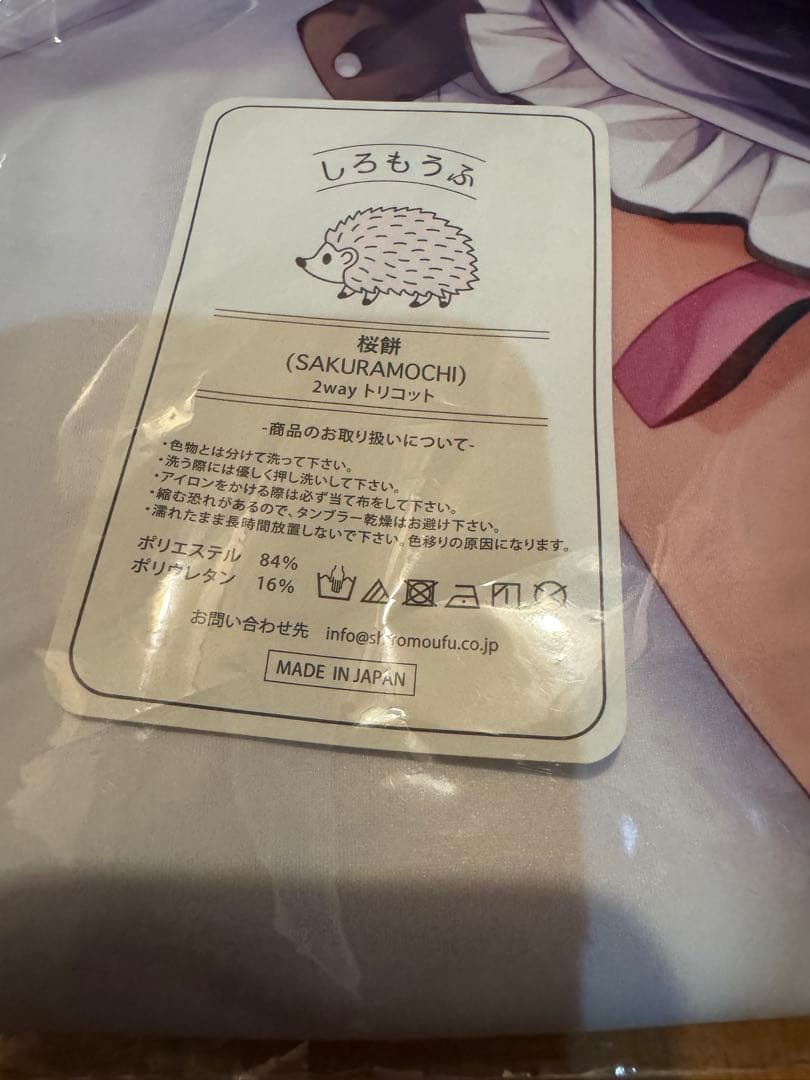 しろもうふ
桜餅
(SAKURAMOCHI)
2way トリコット
-商品のお取り扱いについて-
・色物とは分けて洗って下さい。
・洗う際には優しく押し洗いして下さい。
・アイロンをかける際は必ず当て布をして下さい。
・縮む恐れがあるので、タンブラー乾燥はお避け下さい。
・濡れたまま長時間放置しないで下さい。色移りの原因になります。
ポリエステル 84%
ポリウレタン 16%
お問い合わせ先 info@shiromoufu.co.jp
MADE IN JAPAN